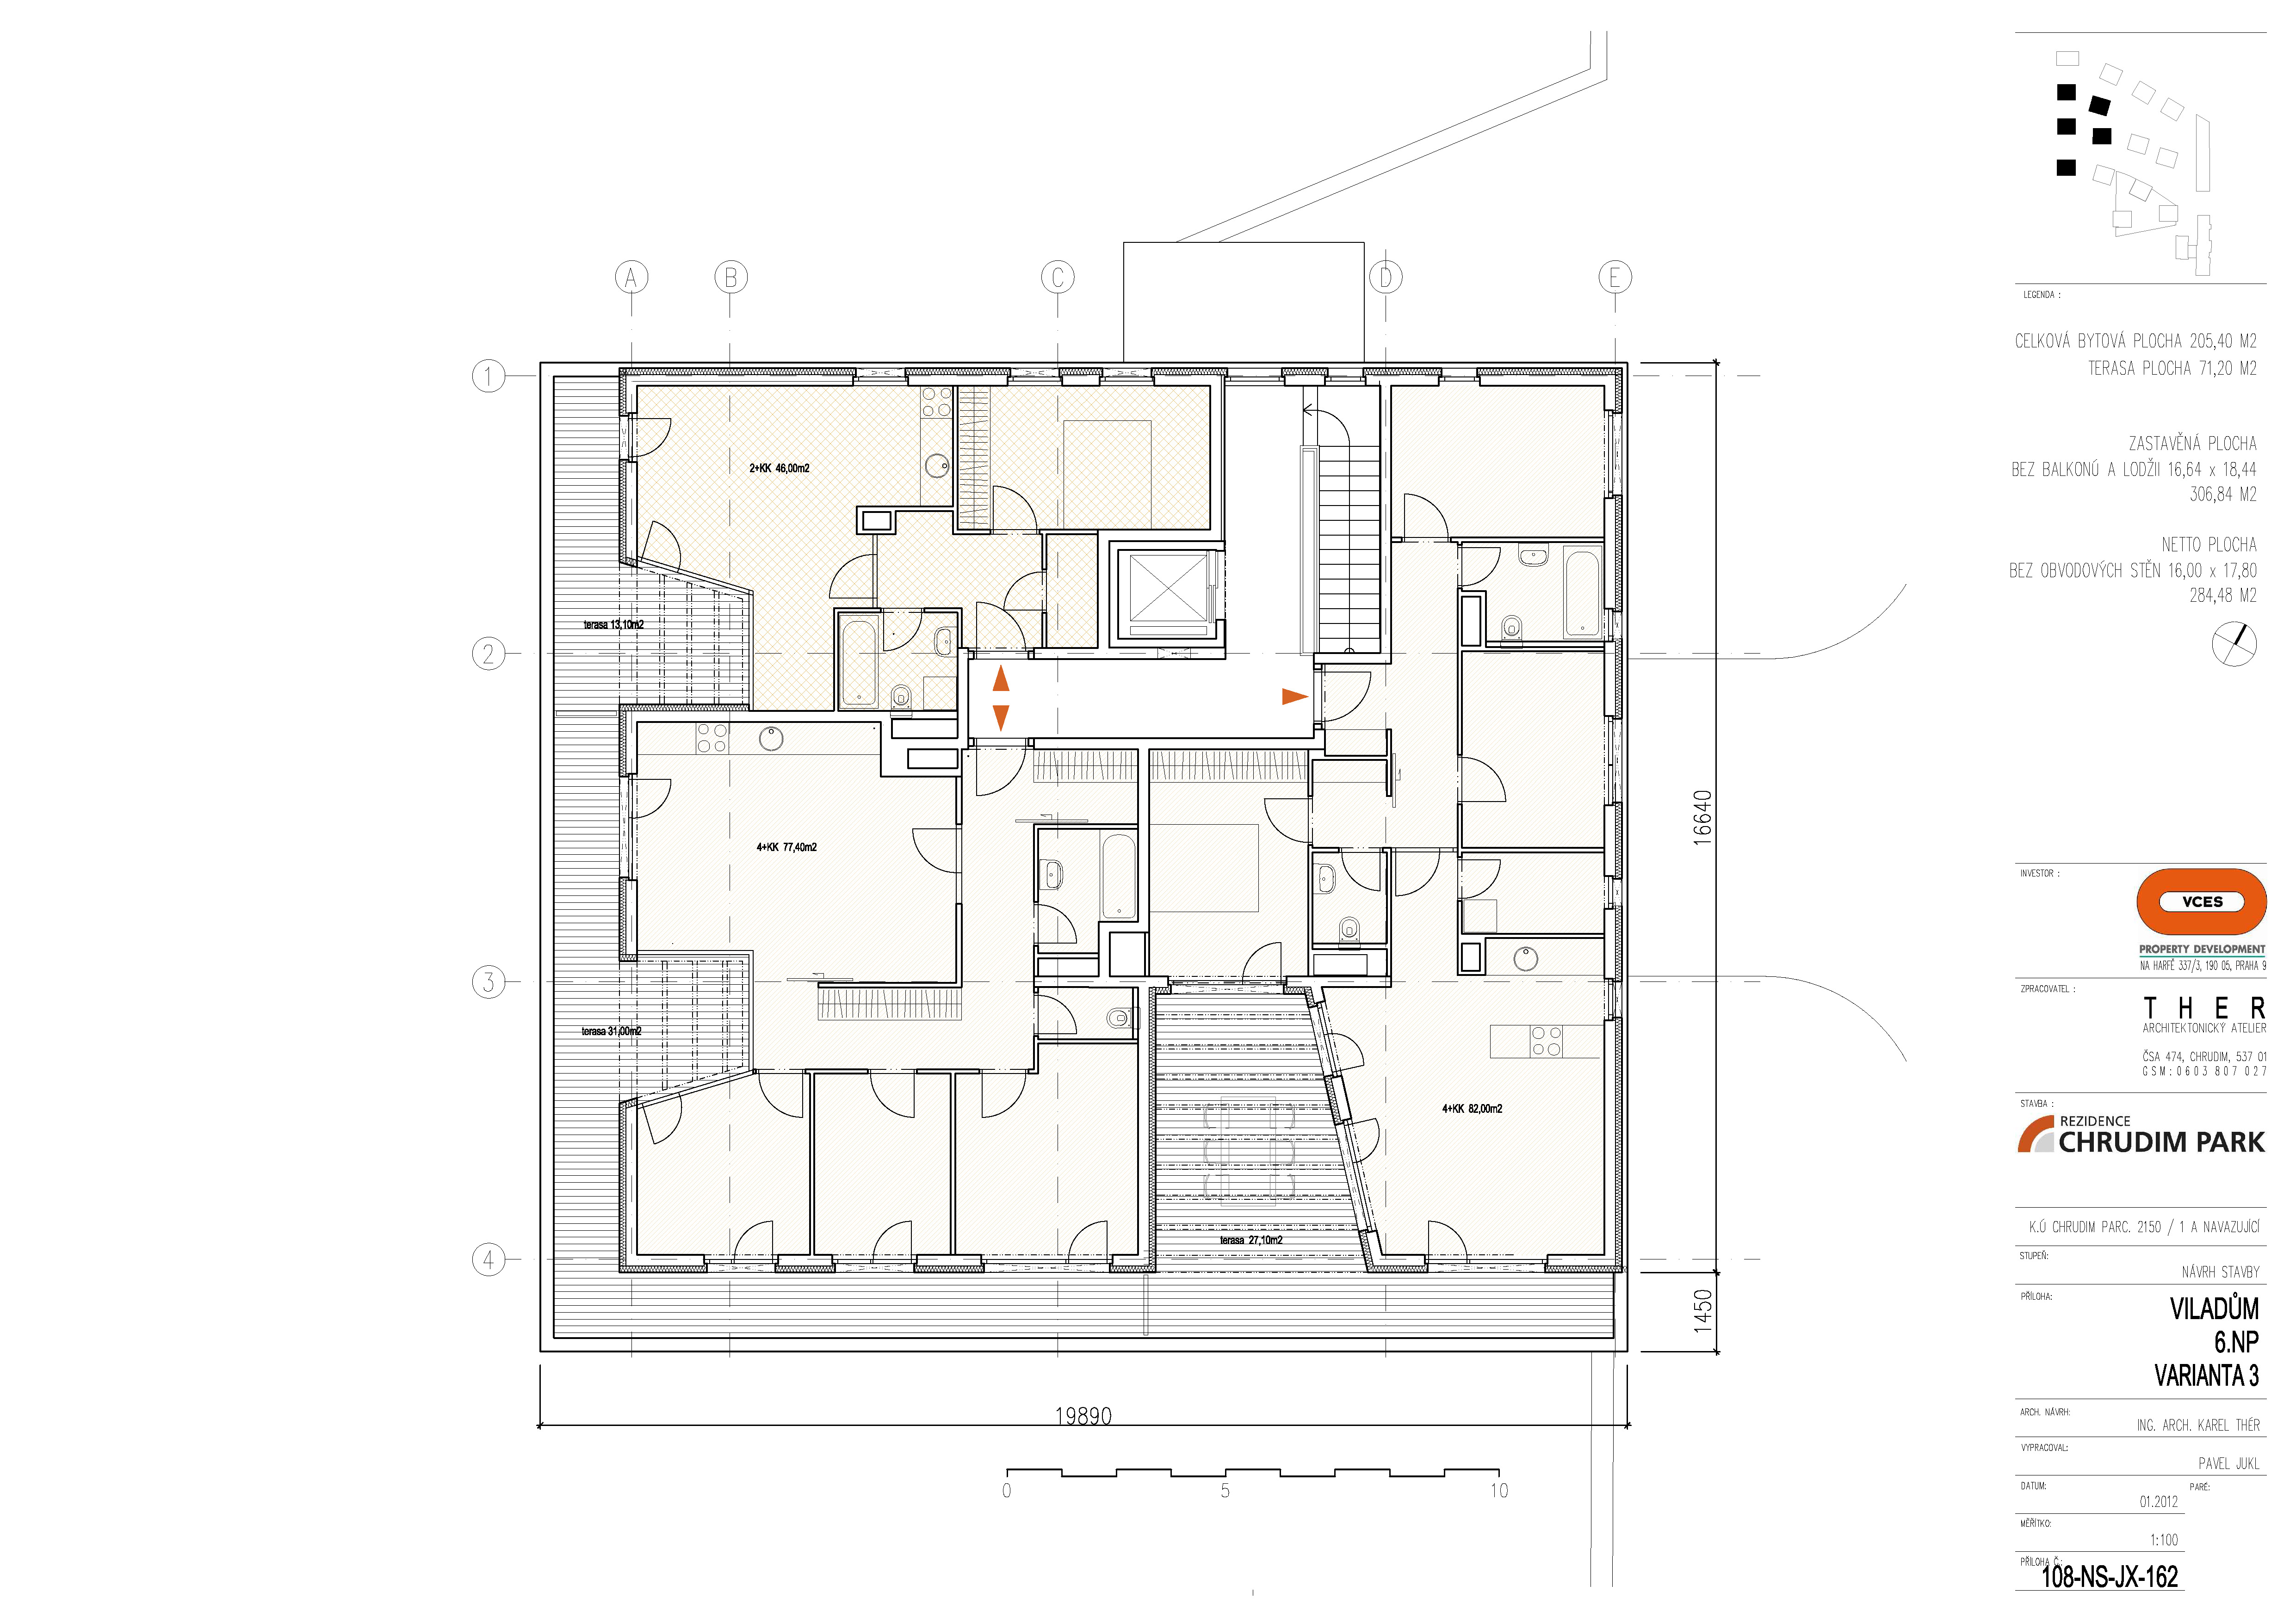 A
B
C
D
E
1
2
3
4
2+KK 46,00m2
terasa 13,10m2
4+KK 77,40m2
terasa 31,00m2
4+KK 82,00m2
terasa 27,10m2
16640
1450
19890
0 5 10
LEGENDA :
CELKOVÁ BYTOVÁ PLOCHA 205,40 M2
TERASA PLOCHA 71,20 M2
ZASTAVĚNÁ PLOCHA
BEZ BALKONŮ A LODŽII 16,64 x 18,44
306,84 M2
NETTO PLOCHA
BEZ OBVODOVÝCH STĚN 16,00 x 17,80
284,48 M2
INVESTOR :
VCES
PROPERTY DEVELOPMENT
NA HARFĚ 337/3, 190 05, PRAHA 9
ZPRACOVATEL :
THER
ARCHITEKTONICKÝ ATELIER
ČSA 474, CHRUDIM, 537 01
GSM:0603 807 027
STAVBA :
REZIDENCE
CHRUDIM PARK
K.Ú CHRUDIM PARC. 2150 / 1 A NAVAZUJÍCÍ
STUPEŇ:
NÁVRH STAVBY
PŘÍLOHA:
VILADŮM
6.NP
VARIANTA 3
ARCH. NÁVRH:
ING. ARCH. KAREL THÉR
VYPRACOVAL:
PAVEL JUKL
DATUM:
PARÉ:
01.2012
MĚŘÍTKO:
1:100
PŘÍLOHA Č.:
108-NS-JX-162